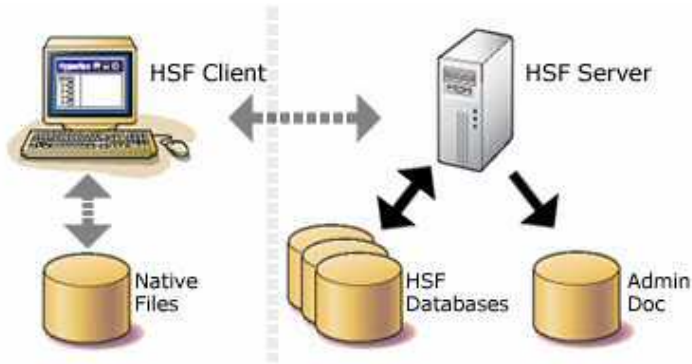 HSF Client
HSF Server
Native
Files
HSF
Databases
Admin
Doc